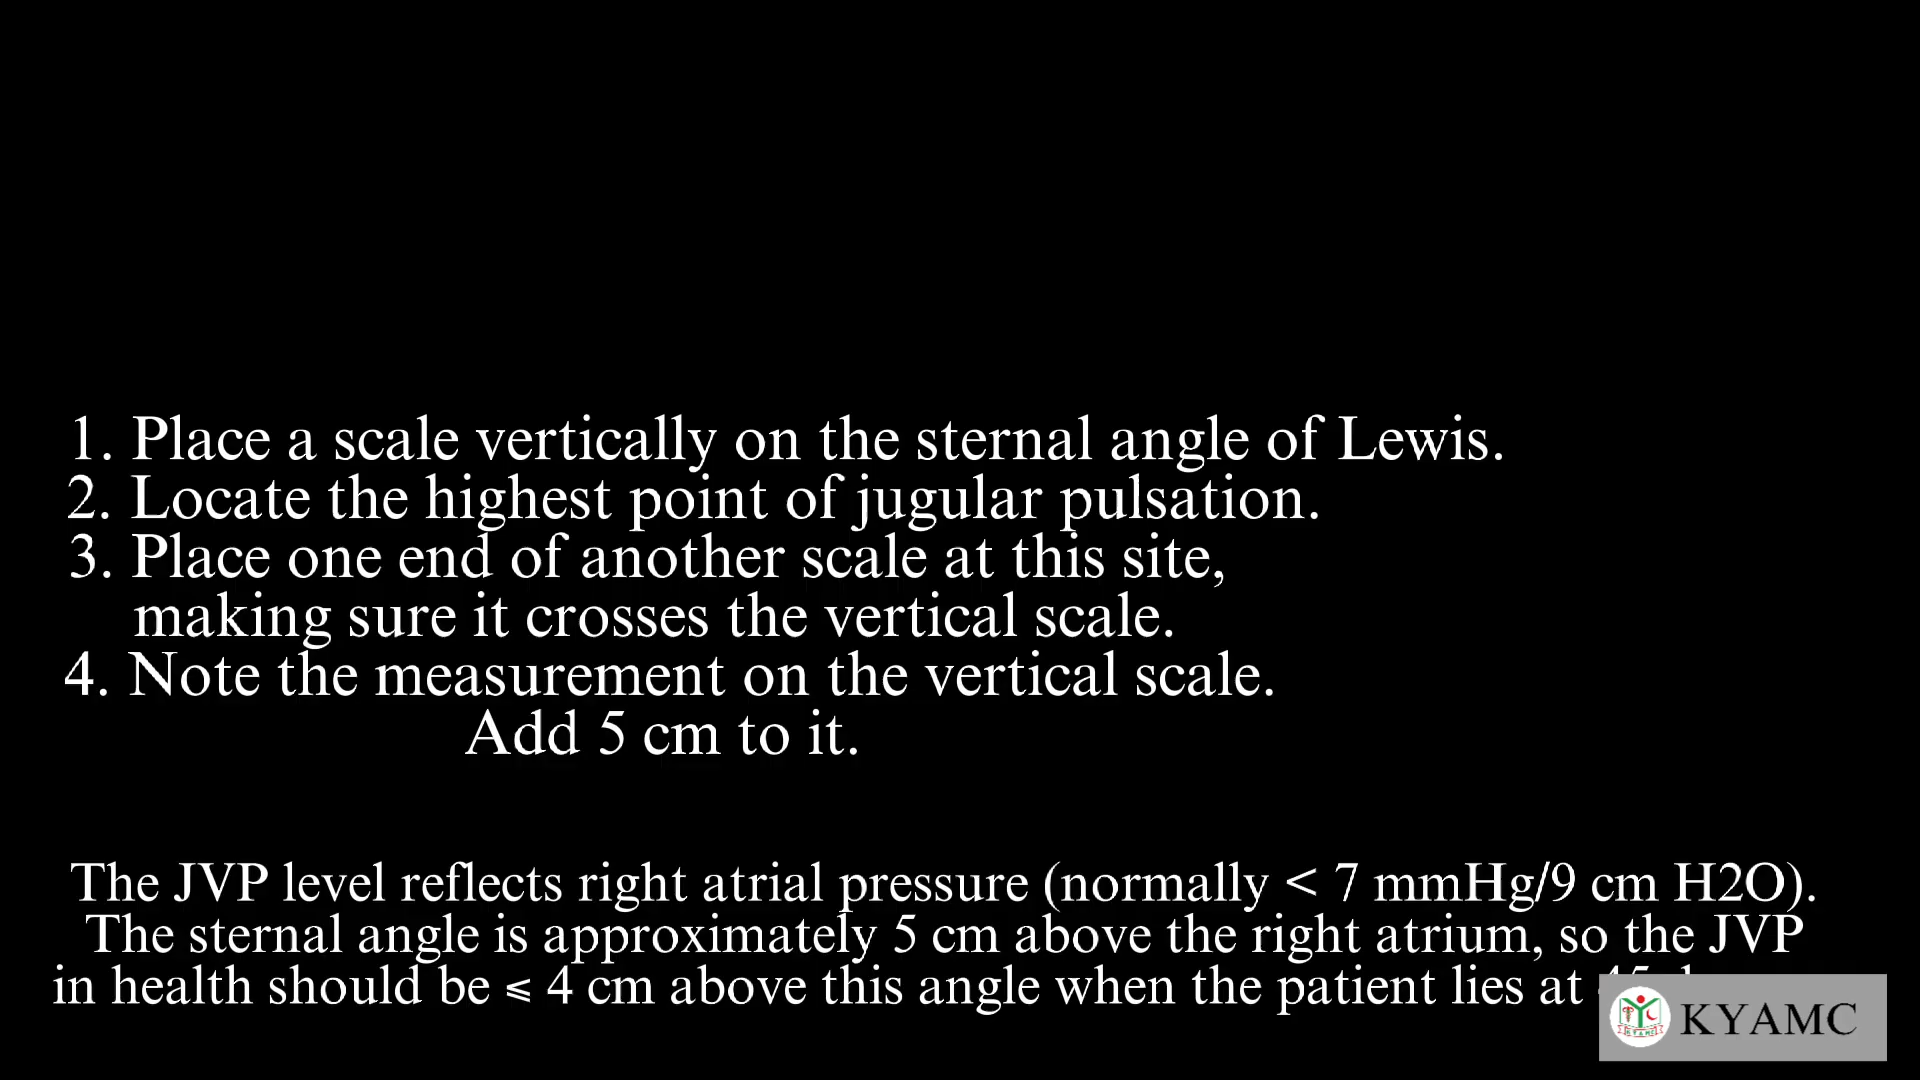 1. Place a scale vertically on the sternal angle of Lewis.
2. Locate the highest point of jugular pulsation.
3. Place one end of another scale at this site,
making sure it crosses the vertical scale.
4. Note the measurement on the vertical scale.
Add 5 cm to it.
The JVP level reflects right atrial pressure (normally < 7 mmHg/9 cm H2O).
The sternal angle is approximately 5 cm above the right atrium, so the JVP
in health should be ⩽ 4 cm above this angle when the patient lies at
KYAMC